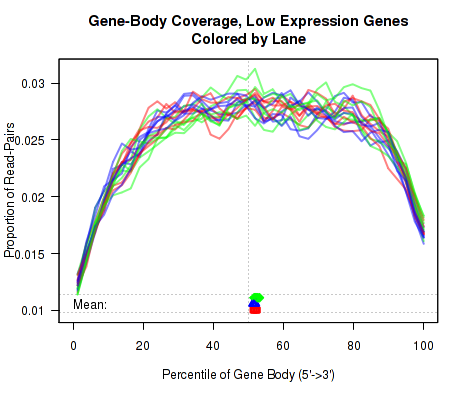 Gene-Body Coverage, Low Expression Genes
Colored by Lane
Proportion of Read-Pairs
0.03
0.025
0.02
0.015
0.01
Mean:
0 20 40 60 80 100
Percentile of Gene Body (5'->3')